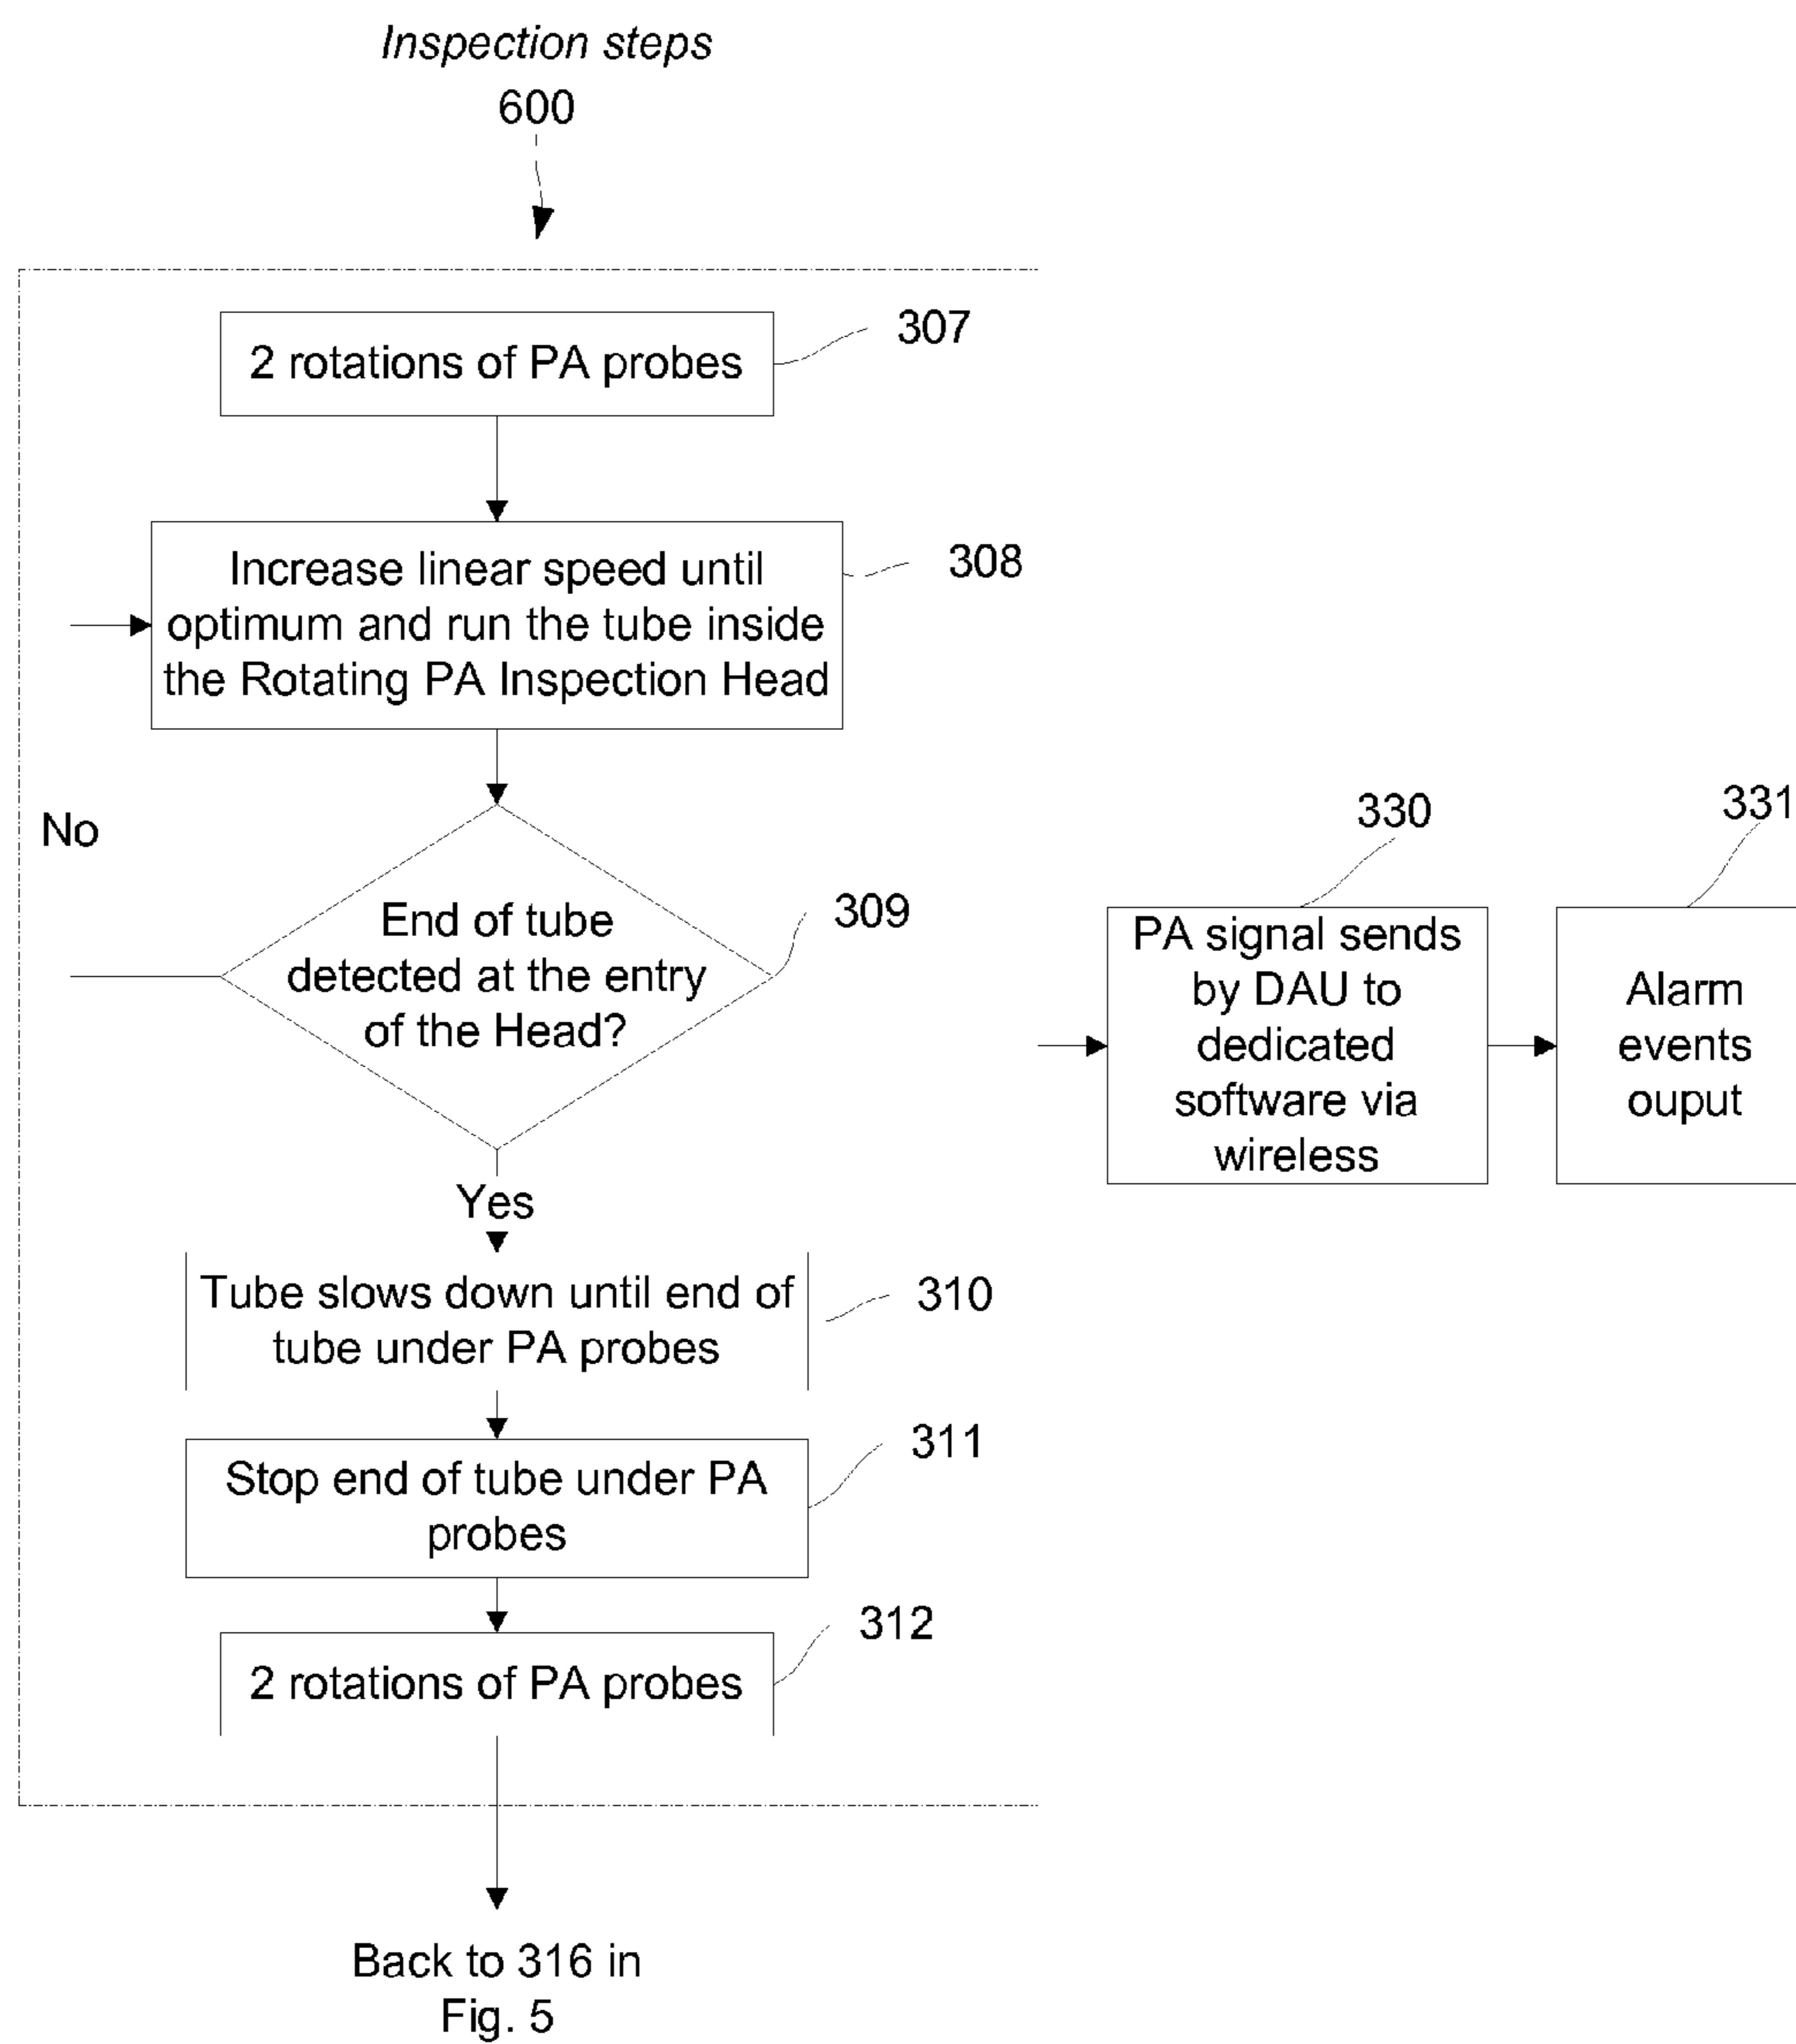 Inspection steps
600
2 rotations of PA probes
307
Increase linear speed until
optimum and run the tube inside
the Rotating PA Inspection Head
308
No
End of tube
detected at the entry
of the Head?
309
Yes
Tube slows down until end of
tube under PA probes
310
Stop end of tube under PA
probes
311
2 rotations of PA probes
312
Back to 316 in
Fig. 5
330
PA signal sends
by DAU to
dedicated
software via
wireless
331
Alarm
events
ouput